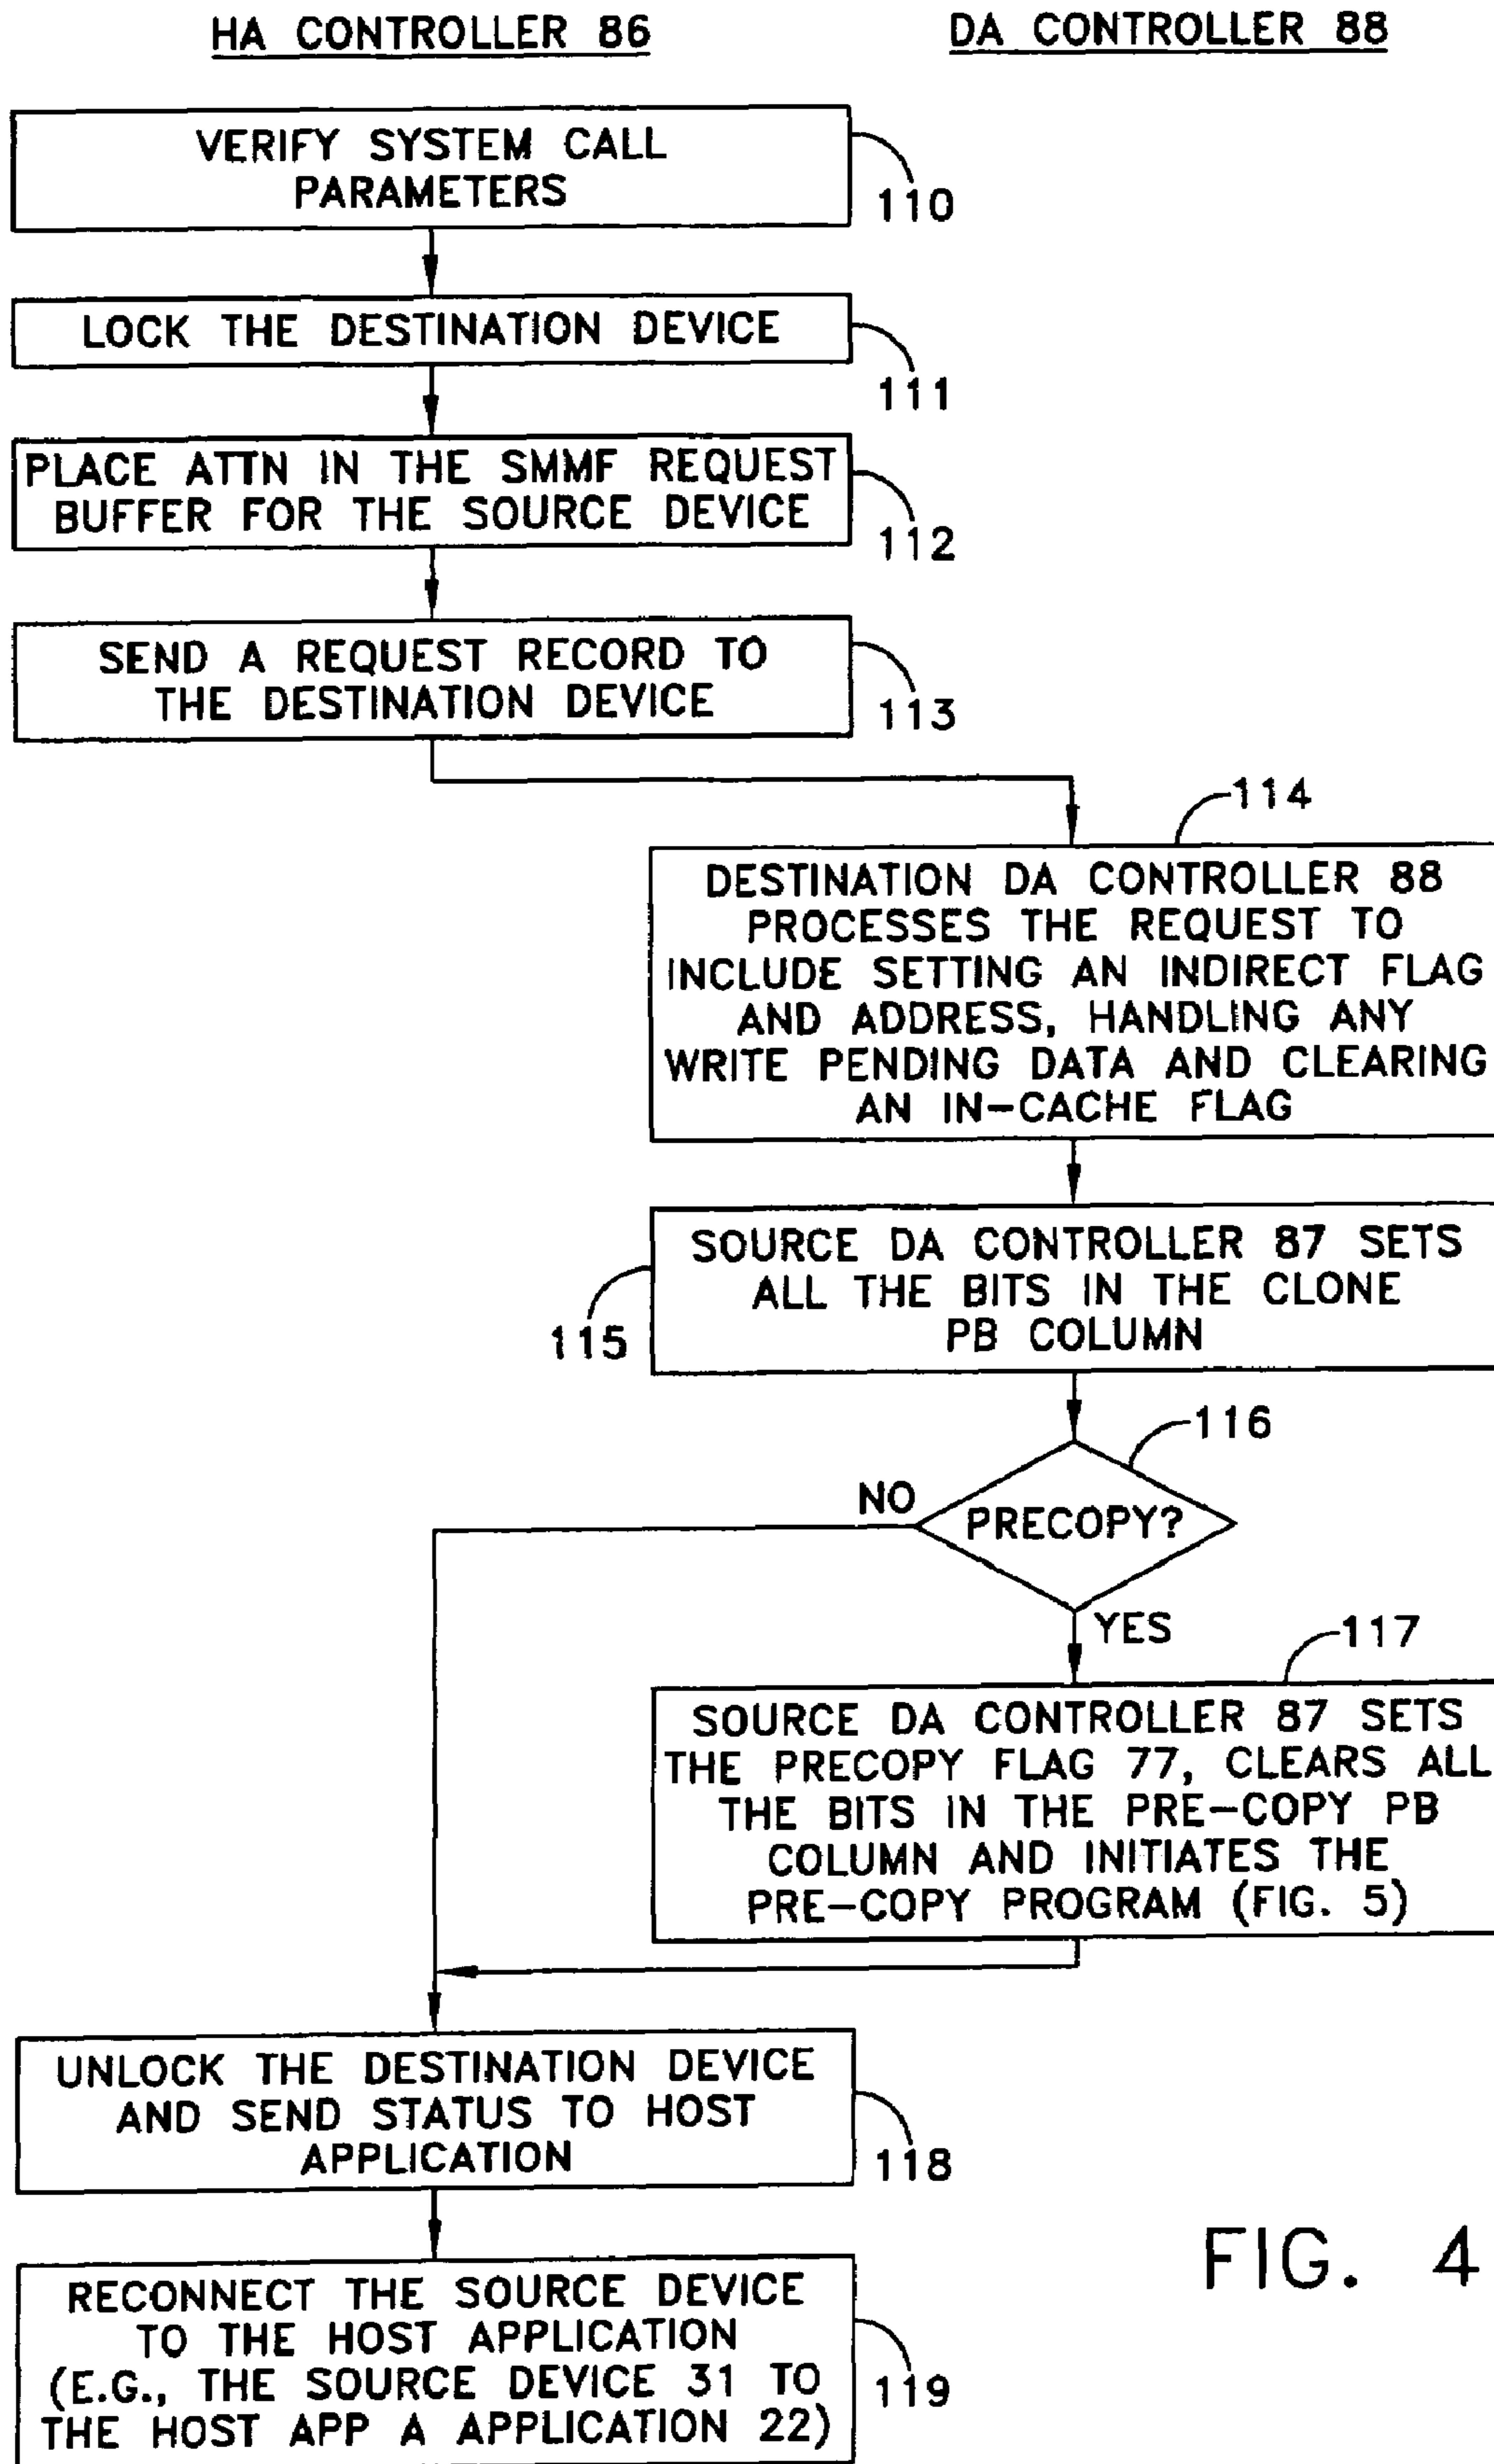 HA CONTROLLER 86
DA CONTROLLER 88
VERIFY SYSTEM CALL
PARAMETERS
110
LOCK THE DESTINATION DEVICE
111
PLACE ATTN IN THE SMMF REQUEST
BUFFER FOR THE SOURCE DEVICE
112
SEND A REQUEST RECORD TO
THE DESTINATION DEVICE
113
114
DESTINATION DA CONTROLLER 88
PROCESSES THE REQUEST TO
INCLUDE SETTING AN INDIRECT FLAG
AND ADDRESS, HANDLING ANY
WRITE PENDING DATA AND CLEARING
AN IN-CACHE FLAG
SOURCE DA CONTROLLER 87 SETS
ALL THE BITS IN THE CLONE
PB COLUMN
115
116
NO
PRECOPY?
YES
117
SOURCE DA CONTROLLER 87 SETS
THE PRECOPY FLAG 77, CLEARS ALL
THE BITS IN THE PRE-COPY PB
COLUMN AND INITIATES THE
PRE-COPY PROGRAM (FIG. 5)
UNLOCK THE DESTINATION DEVICE
AND SEND STATUS TO HOST
APPLICATION
118
RECONNECT THE SOURCE DEVICE
TO THE HOST APPLICATION
(E.G., THE SOURCE DEVICE 31 TO
THE HOST APP A APPLICATION 22)
119
FIG. 4